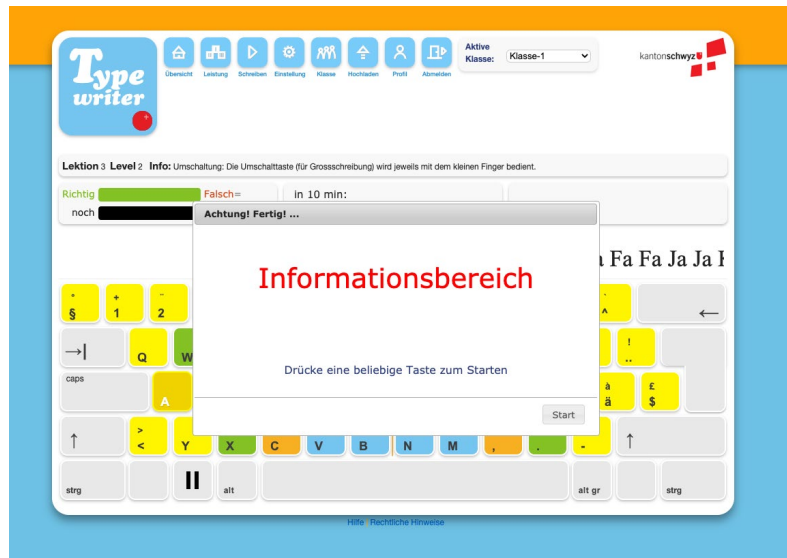 Type
writer
Übersicht Leistung Schreiben Einstellung Klasse Hochladen Profil Abmelden
Aktive
Klasse:
Klasse-1
kantonschwyz
Lektion 3 Level 2 Info: Umschaltung: Die Umschalttaste (für Grossschreibung) wird jeweils mit dem kleinen Finger bedient.
Richtig Falsch= in 10 min:
noch
Achtung! Fertig! ...
Informationsbereich
Fa Fa Ja Ja
Drücke eine beliebige Taste zum Starten
Start
° + ¨
§ 1 2 ^ ←
→| Q W ! ..
caps A à ä £ $
↑ > < Y X C V B N M , . - ↑
strg alt alt gr strg
Hilfe Rechtliche Hinweise